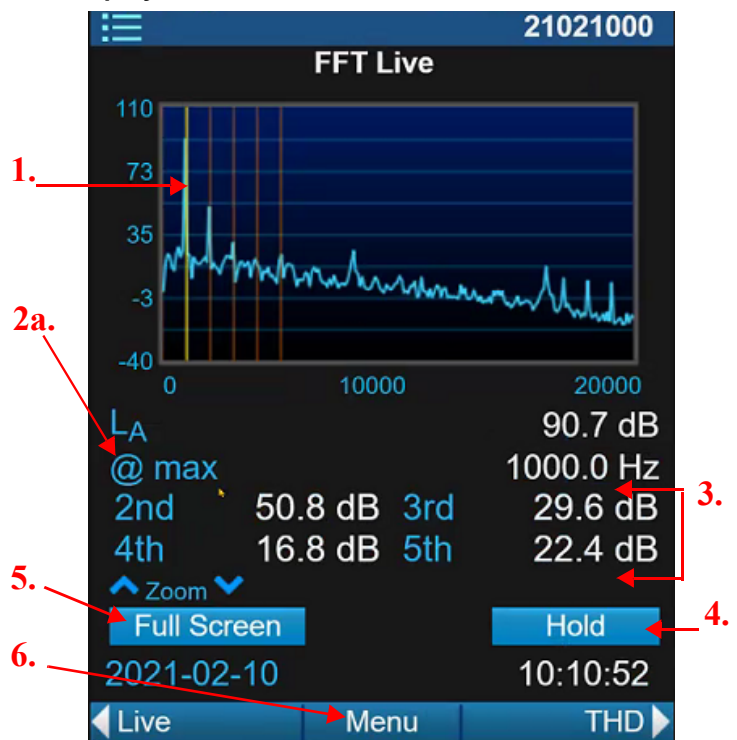 21021000
FFT Live
110
73
35
-3
-40
0 10000 20000
1.
2a.
LA 90.7 dB
@ max 1000.0 Hz
2nd 50.8 dB 3rd 29.6 dB
3.
4th 16.8 dB 5th 22.4 dB
5.
Zoom
Full Screen Hold
4.
6.
2021-02-10 10:10:52
Live Menu THD